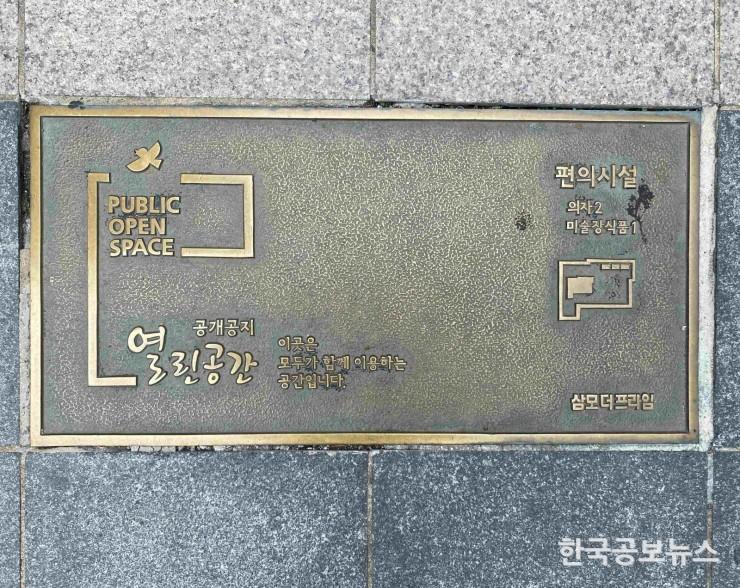 PUBLIC
OPEN
SPACE
공개공지
열린공간
이곳은
모두가 함께 이용하는
공간입니다.
편의시설
의자 2
미술장식품 1
삼모더프라임
한국공보뉴스